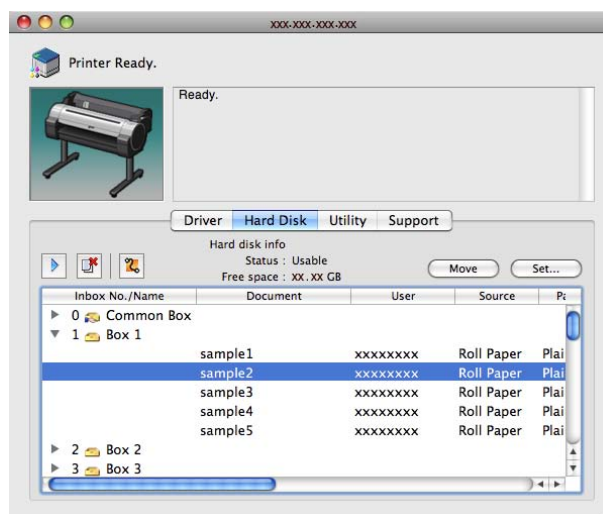 xxx-xxx-xxx-xxx
Printer Ready.
Ready.
Driver Hard Disk Utility Support
Hard disk info
Status : Usable
Free space : XX.XX GB
Move Set...
Inbox No./Name Document User Source Pa
0 Common Box
1 Box 1
sample1 xxxxxxxx Roll Paper Plai
sample2 xxxxxxxx Roll Paper Plai
sample3 xxxxxxxx Roll Paper Plai
sample4 xxxxxxxx Roll Paper Plai
sample5 xxxxxxxx Roll Paper Plai
2 Box 2
3 Box 3